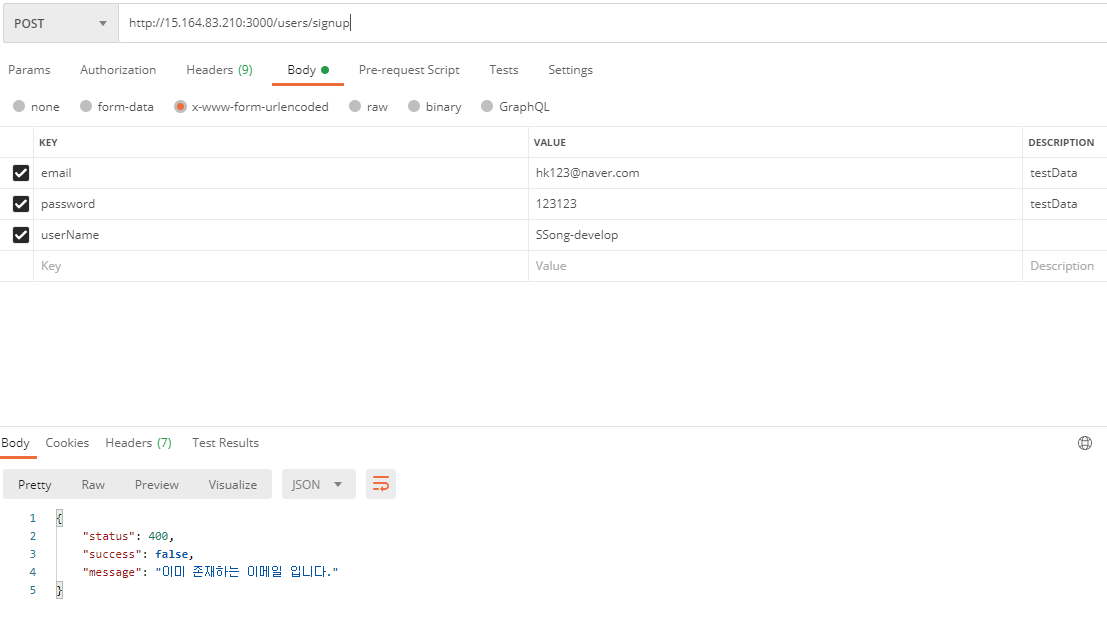 POST http://15.164.83.210:3000/users/signup
Params Authorization Headers (9) Body Pre-request Script Tests Settings
none form-data x-www-form-urlencoded raw binary GraphQL
KEY VALUE DESCRIPTION
email hk123@naver.com testData
password 123123 testData
userName SSong-develop
Key Value Description
Body Cookies Headers (7) Test Results
Pretty Raw Preview Visualize JSON
1 {
2 "status": 400,
3 "success": false,
4 "message": "이미 존재하는 이메일 입니다."
5 }